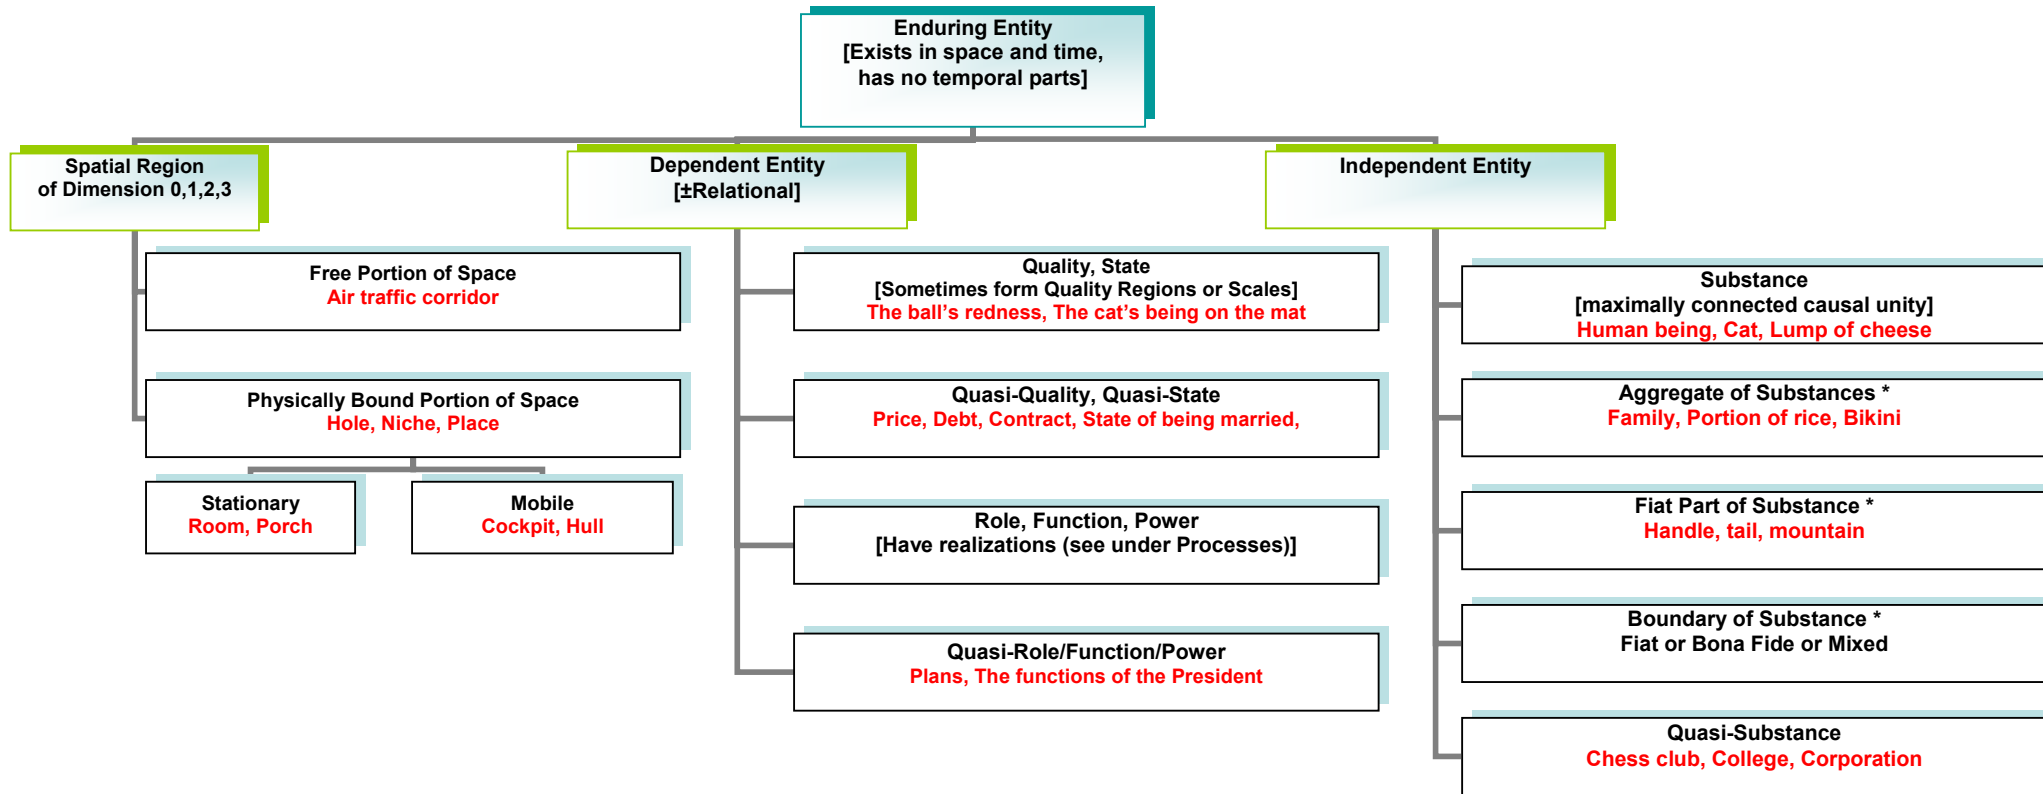 Enduring Entity
[Exists in space and time,
has no temporal parts]
Spatial Region
of Dimension 0,1,2,3
Dependent Entity
[±Relational]
Independent Entity
Free Portion of Space
Air traffic corridor
Physically Bound Portion of Space
Hole, Niche, Place
Stationary
Room, Porch
Mobile
Cockpit, Hull
Quality, State
[Sometimes form Quality Regions or Scales]
The ball’s redness, The cat’s being on the mat
Quasi-Quality, Quasi-State
Price, Debt, Contract, State of being married,
Role, Function, Power
[Have realizations (see under Processes)]
Quasi-Role/Function/Power
Plans, The functions of the President
Substance
[maximally connected causal unity]
Human being, Cat, Lump of cheese
Aggregate of Substances *
Family, Portion of rice, Bikini
Fiat Part of Substance *
Handle, tail, mountain
Boundary of Substance *
Fiat or Bona Fide or Mixed
Quasi-Substance
Chess club, College, Corporation